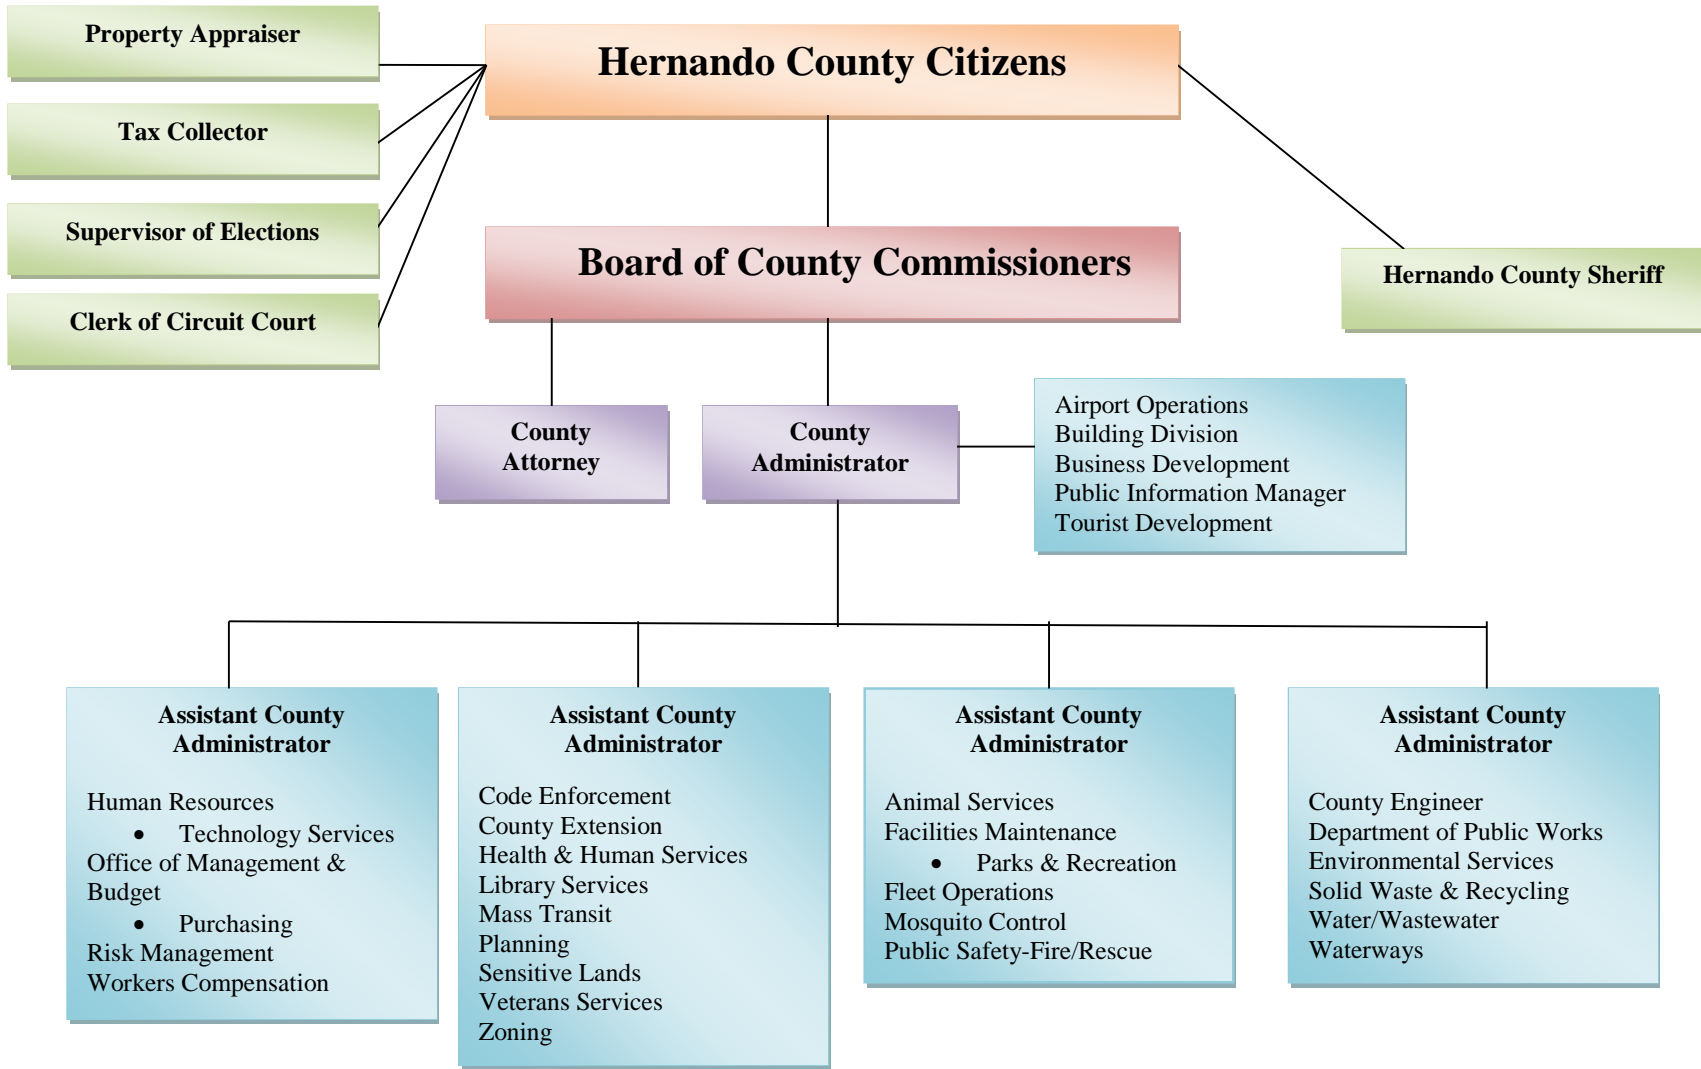 Property Appraiser
Hernando County Citizens
Tax Collector
Supervisor of Elections
Clerk of Circuit Court
Board of County Commissioners
Hernando County Sheriff
County
Attorney
County
Administrator
Airport Operations
Building Division
Business Development
Public Information Manager
Tourist Development
Assistant County
Administrator
Human Resources
• Technology Services
Office of Management &
Budget
• Purchasing
Risk Management
Workers Compensation
Assistant County
Administrator
Code Enforcement
County Extension
Health & Human Services
Library Services
Mass Transit
Planning
Sensitive Lands
Veterans Services
Zoning
Assistant County
Administrator
Animal Services
Facilities Maintenance
• Parks & Recreation
Fleet Operations
Mosquito Control
Public Safety-Fire/Rescue
Assistant County
Administrator
County Engineer
Department of Public Works
Environmental Services
Solid Waste & Recycling
Water/Wastewater
Waterways